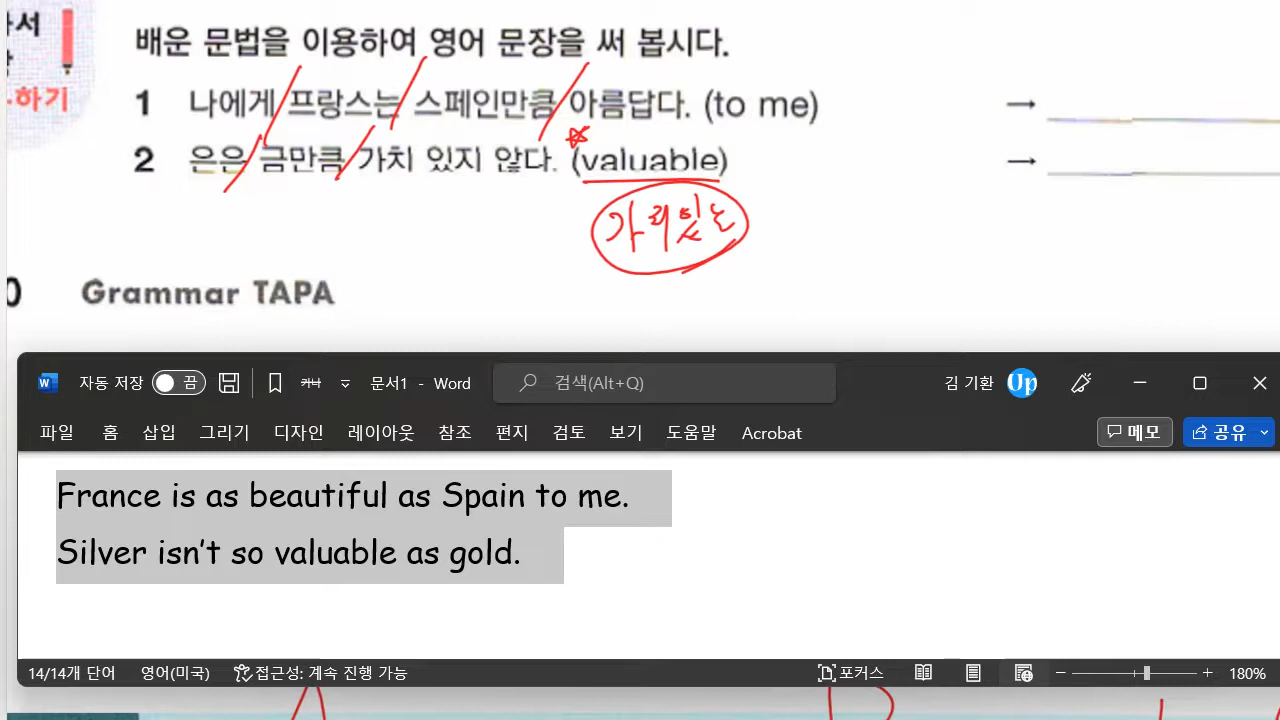 서
하기
배운 문법을 이용하여 영어 문장을 써 봅시다.
1 나에게 프랑스는 스페인만큼 아름답다. (to me) →
2 은은 금만큼 가치 있지 않다. (valuable) →
가치있는
0 Grammar TAPA
자동 저장 끔 가나 문서1 - Word 검색(Alt+Q) 김 기환 Up
파일 홈 삽입 그리기 디자인 레이아웃 참조 편지 검토 보기 도움말 Acrobat 메모 공유
France is as beautiful as Spain to me.
Silver isn't so valuable as gold.
14/14개 단어 영어(미국) 접근성: 계속 진행 가능 포커스 180%